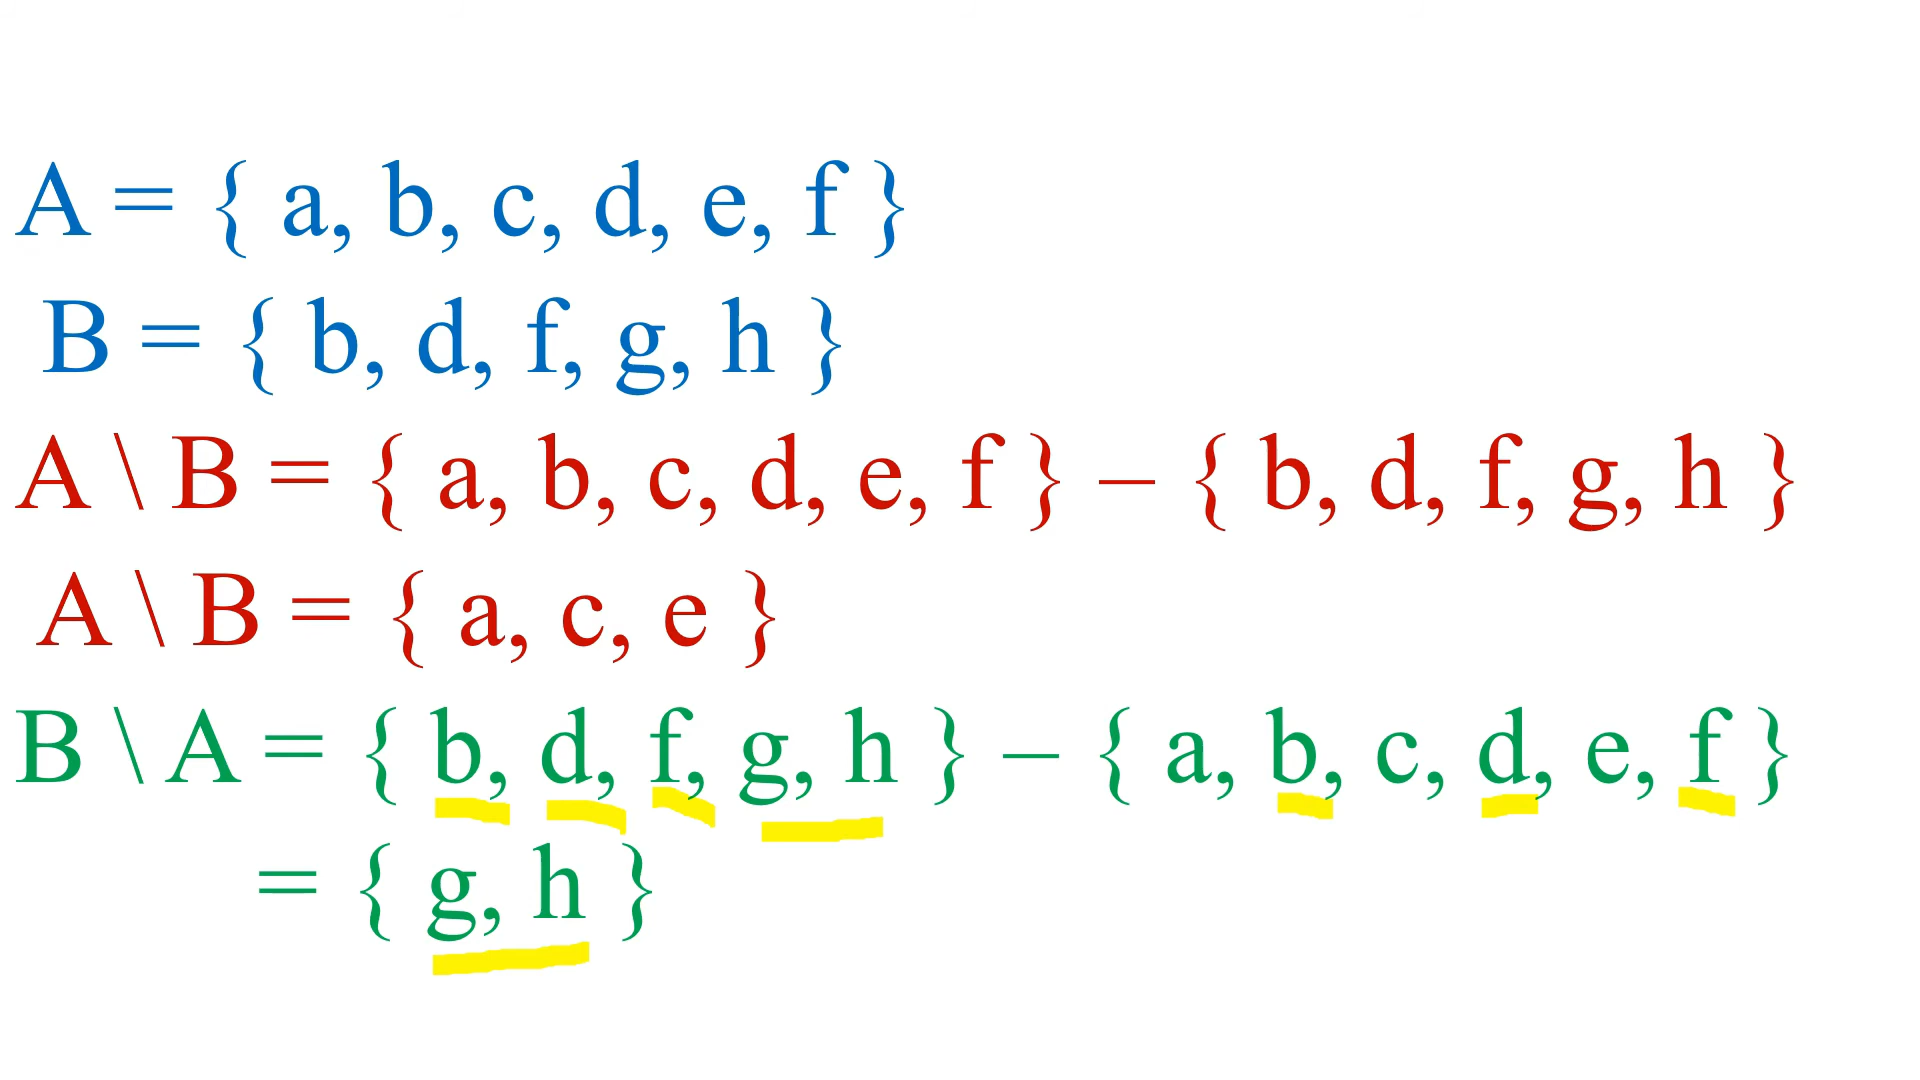 A = { a, b, c, d, e, f }
B = { b, d, f, g, h }
A \ B = { a, b, c, d, e, f } – { b, d, f, g, h }
A \ B = { a, c, e }
B \ A = { b, d, f, g, h } – { a, b, c, d, e, f }
= { g, h }